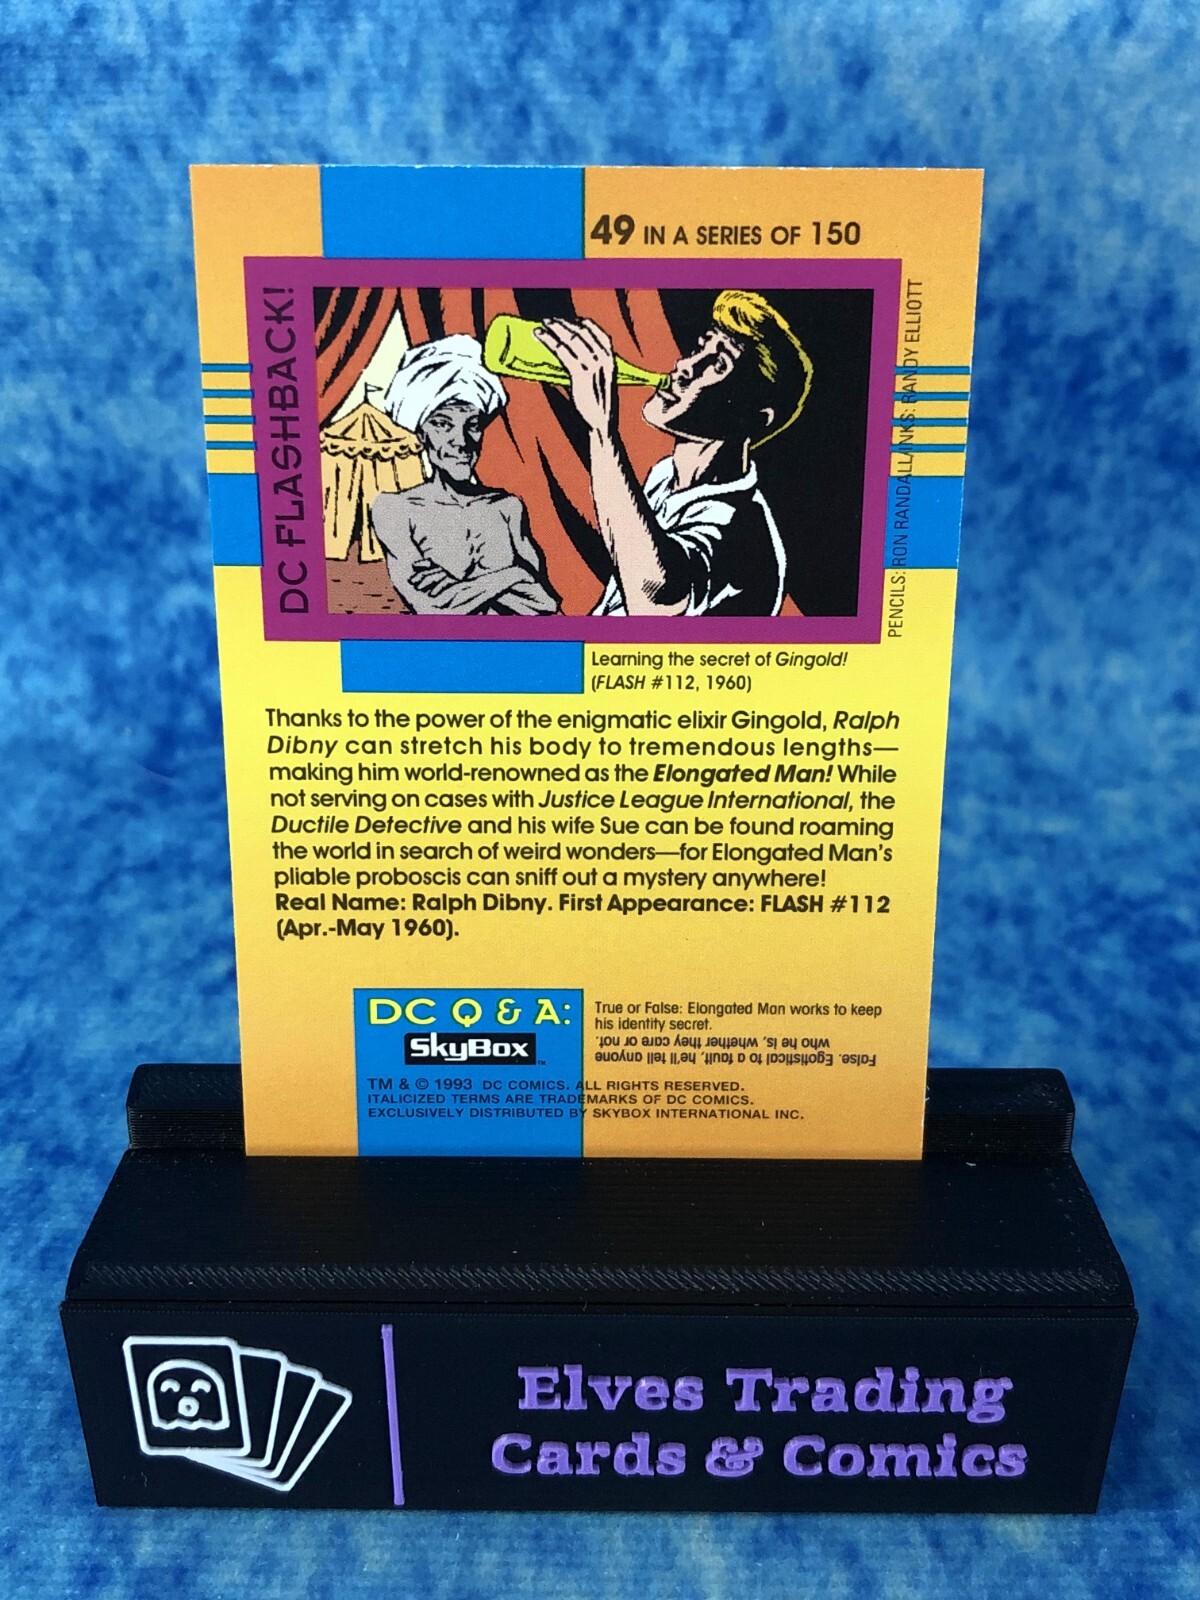 49 IN A SERIES OF 150
DC FLASHBACK!
PENCILS: RON RANDALL/INKS: RANDY ELLIOTT
Learning the secret of Gingold!
(FLASH #112, 1960)
Thanks to the power of the enigmatic elixir Gingold, Ralph
Dibny can stretch his body to tremendous lengths—
making him world-renowned as the Elongated Man! While
not serving on cases with Justice League International, the
Ductile Detective and his wife Sue can be found roaming
the world in search of weird wonders—for Elongated Man's
pliable proboscis can sniff out a mystery anywhere!
Real Name: Ralph Dibny. First Appearance: FLASH #112
(Apr.-May 1960).
DC Q & A:
SkyBox™
True or False: Elongated Man works to keep
his identity secret.
False. Egotistical to a fault, he'll tell anyone
who he is, whether they care or not.
TM & © 1993 DC COMICS. ALL RIGHTS RESERVED.
ITALICIZED TERMS ARE TRADEMARKS OF DC COMICS.
EXCLUSIVELY DISTRIBUTED BY SKYBOX INTERNATIONAL INC.
Elves Trading
Cards & Comics